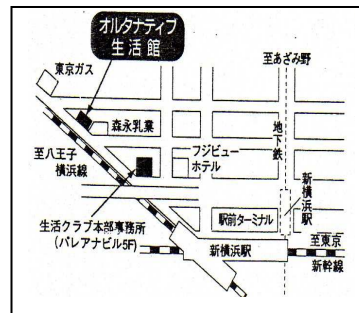 オルタナティブ
生活館
東京ガス
至あざみ野
森永乳業
地下鉄
至八王子
横浜線
フジビュー
ホテル
新横浜駅
生活クラブ本部事務所
(パレアナビル5F)
駅前ターミナル
新横浜駅
至東京
新幹線